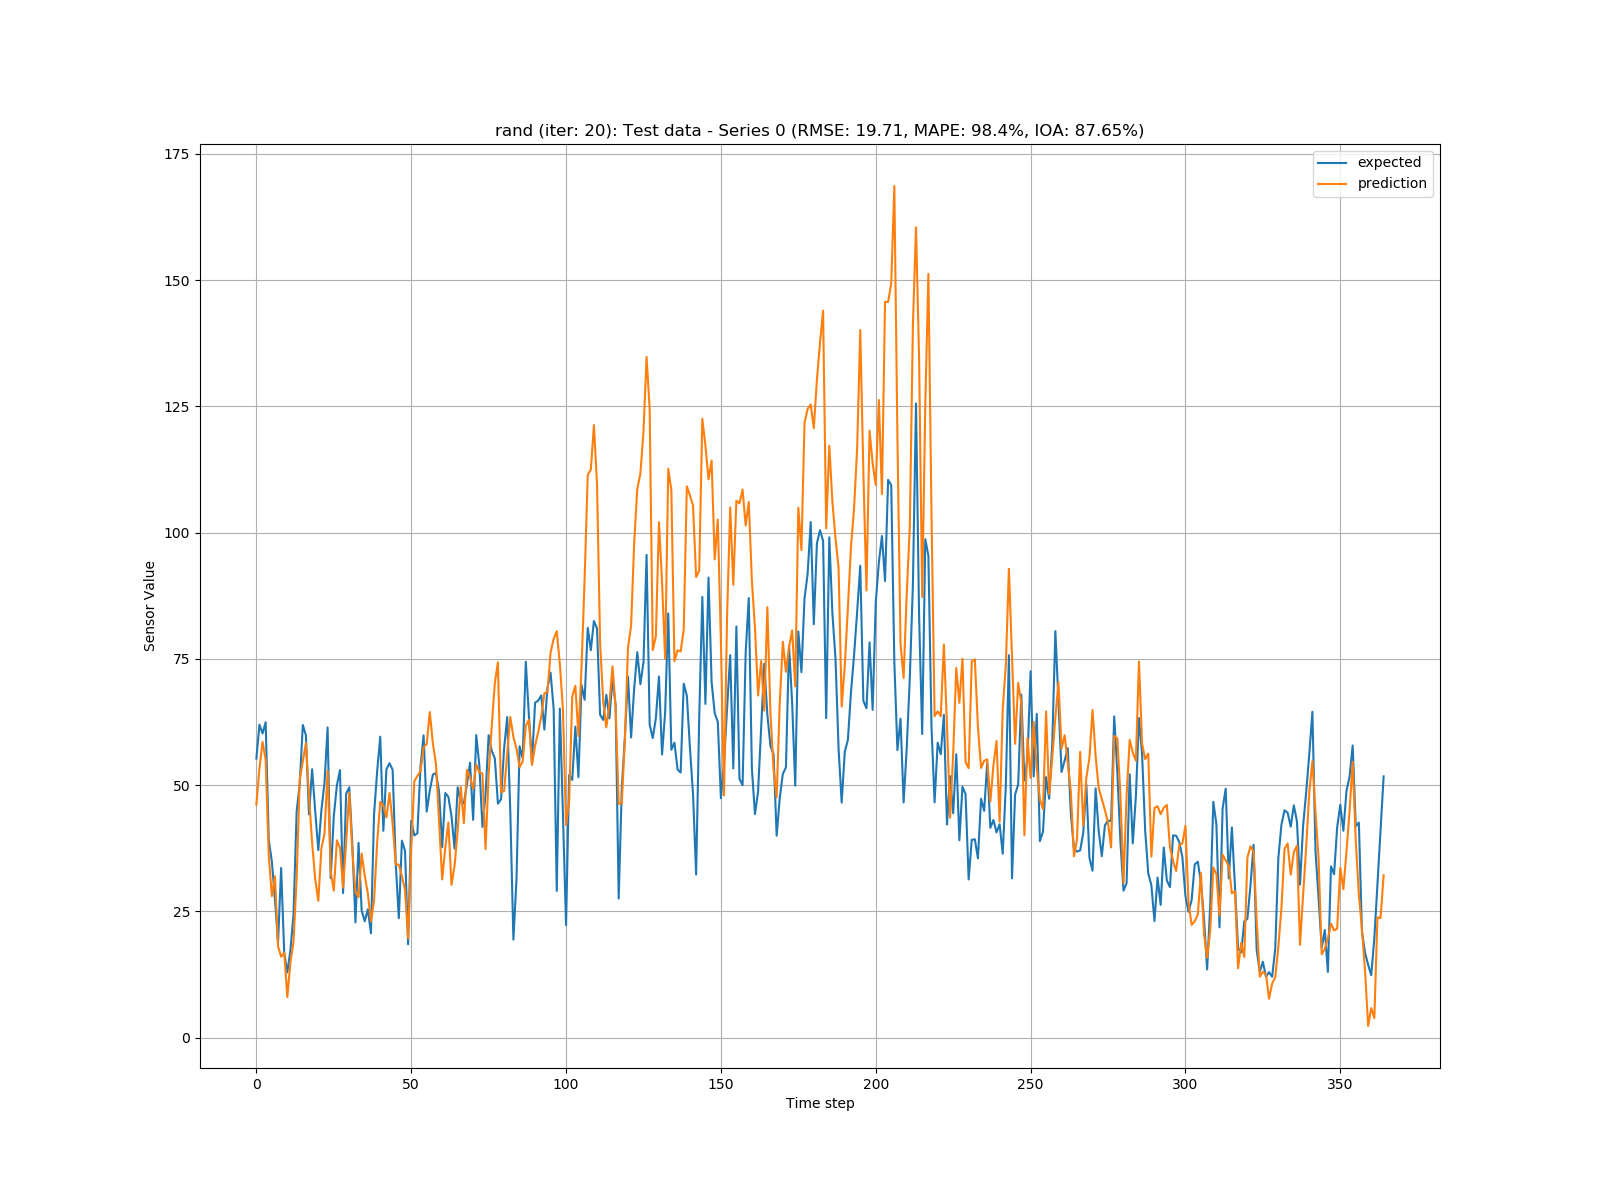 rand (iter: 20): Test data - Series 0 (RMSE: 19.71, MAPE: 98.4%, IOA: 87.65%)
expected
prediction
175
150
125
100
75
50
25
0
Sensor Value
0 50 100 150 200 250 300 350
Time step